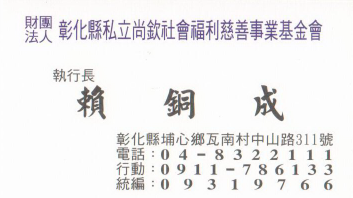 財團法人 彰化縣私立尚欽社會福利慈善事業基金會
執行長
賴銅成
彰化縣埔心鄉瓦南村中山路311號
電話：04-8322111
行動：0911-786133
統編：09319766